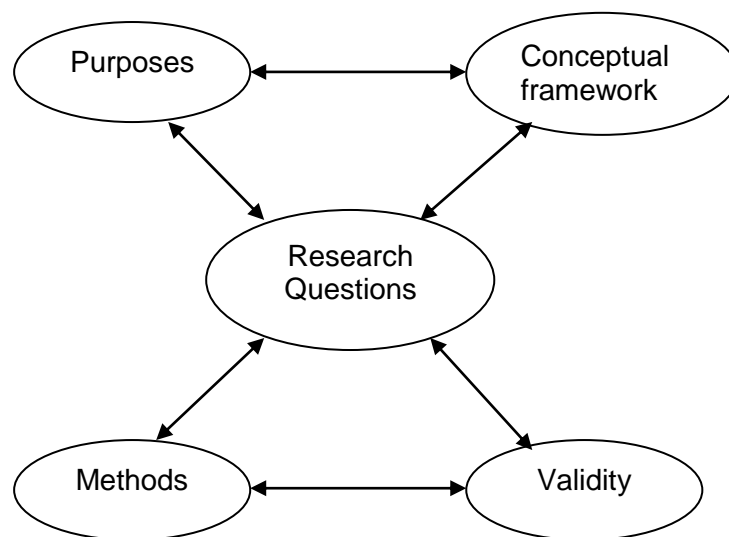 Purposes
Conceptual
framework
Research
Questions
Methods
Validity